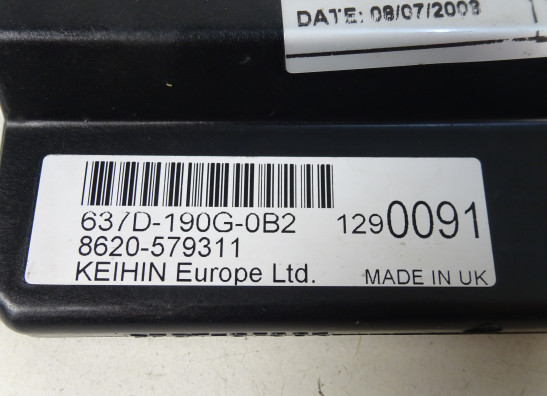 DATE: 08/07/2003
637D-190G-0B2 1290091
8620-579311
KEIHIN Europe Ltd. MADE IN UK